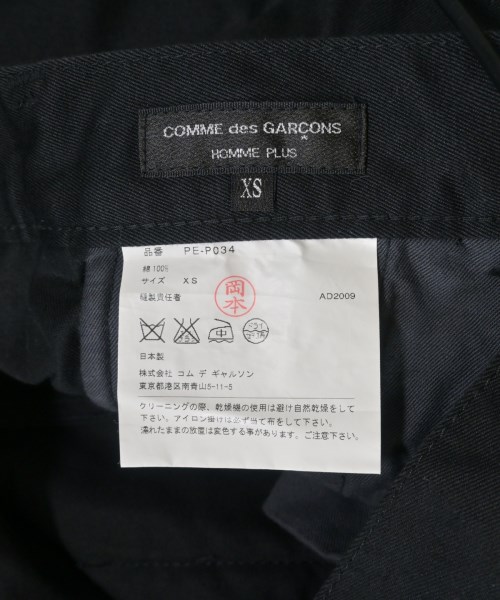 COMME des GARÇONS
HOMME PLUS
XS
品番 PE-P034
綿100%
サイズ XS
縫製責任者 岡本 AD2009
日本製
株式会社 コム デ ギャルソン
東京都港区南青山5-11-5
クリーニングの際、乾燥機の使用は避け自然乾燥をして
下さい。アイロン掛けは必ず当て布をして下さい。
濡れたままの放置は変色する事があります。ご注意下さい。